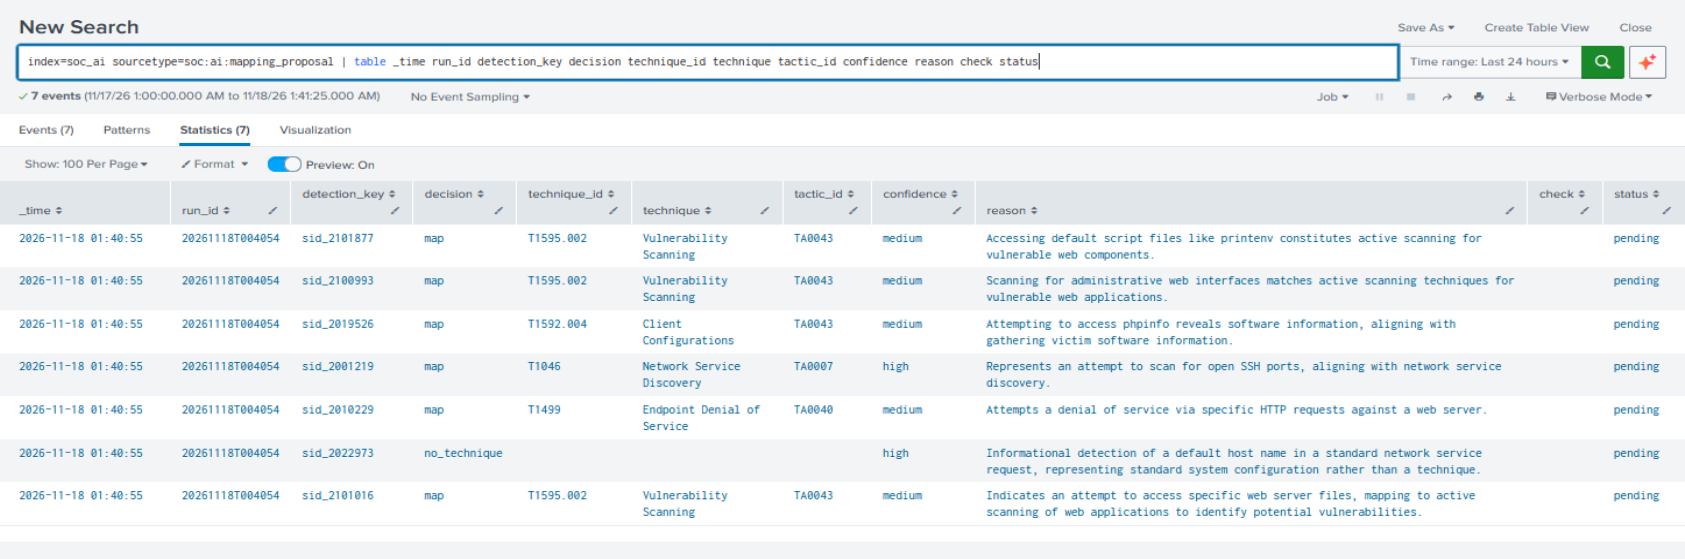 New Search
Save As Create Table View Close
index=soc_ai sourcetype=soc:ai:mapping_proposal | table _time run_id detection_key decision technique_id technique tactic_id confidence reason check status
Time range: Last 24 hours
7 events (11/17/26 1:00:00.000 AM to 11/18/26 1:41:25.000 AM) No Event Sampling
Job Verbose Mode
Events (7) Patterns Statistics (7) Visualization
Show: 100 Per Page Format Preview: On
_time run_id detection_key decision technique_id technique tactic_id confidence reason check status
2026-11-18 01:40:55 20261118T004054 sid_2101877 map T1595.002 Vulnerability TA0043 medium Accessing default script files like printenv constitutes active scanning for pending
Scanning vulnerable web components.
2026-11-18 01:40:55 20261118T004054 sid_2100993 map T1595.002 Vulnerability TA0043 medium Scanning for administrative web interfaces matches active scanning techniques for pending
Scanning vulnerable web applications.
2026-11-18 01:40:55 20261118T004054 sid_2019526 map T1592.004 Client TA0043 medium Attempting to access phpinfo reveals software information, aligning with pending
Configurations gathering victim software information.
2026-11-18 01:40:55 20261118T004054 sid_2001219 map T1046 Network Service TA0007 high Represents an attempt to scan for open SSH ports, aligning with network service pending
Discovery discovery.
2026-11-18 01:40:55 20261118T004054 sid_2010229 map T1499 Endpoint Denial of TA0040 medium Attempts a denial of service via specific HTTP requests against a web server. pending
Service
2026-11-18 01:40:55 20261118T004054 sid_2022973 no_technique high Informational detection of a default host name in a standard network service pending
request, representing standard system configuration rather than a technique.
2026-11-18 01:40:55 20261118T004054 sid_2101016 map T1595.002 Vulnerability TA0043 medium Indicates an attempt to access specific web server files, mapping to active pending
Scanning scanning of web applications to identify potential vulnerabilities.